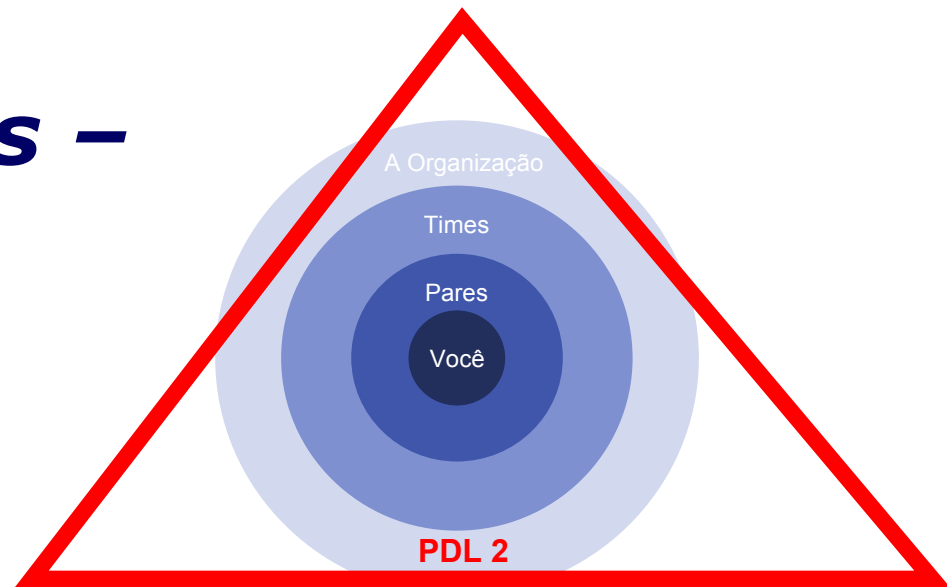 s –
A Organização
Times
Pares
Você
PDL 2